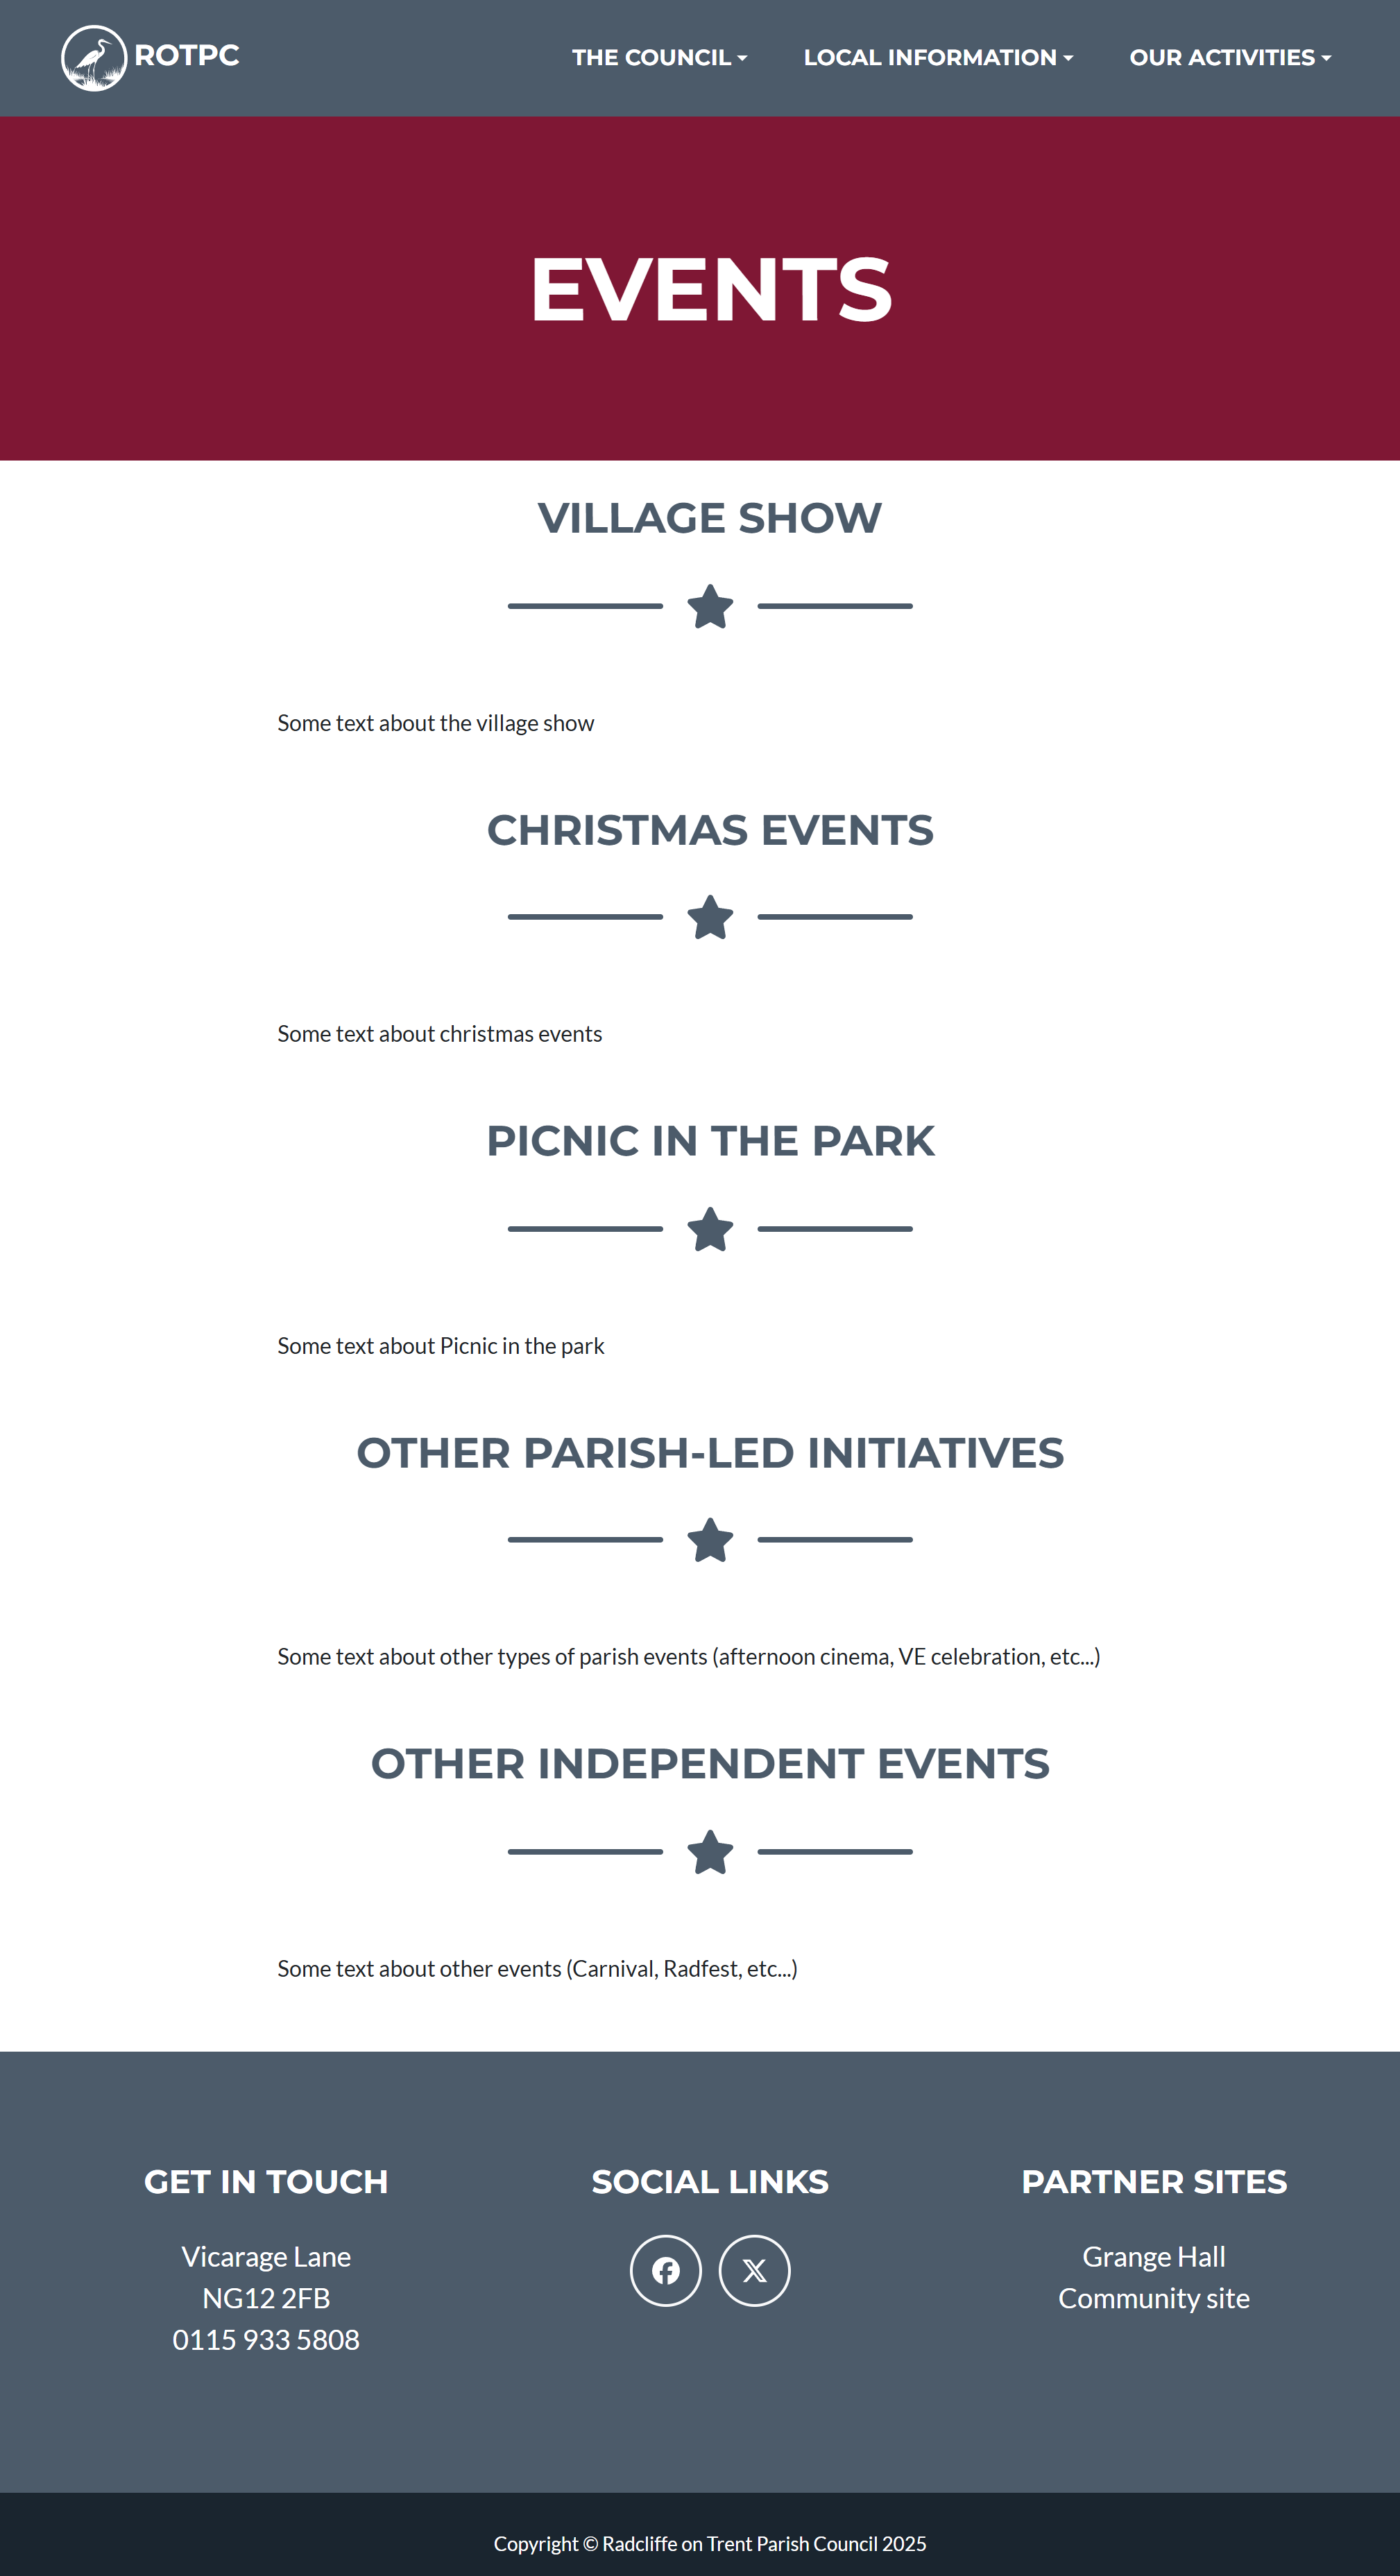 ROTPC
THE COUNCIL
LOCAL INFORMATION
OUR ACTIVITIES
EVENTS
VILLAGE SHOW
Some text about the village show
CHRISTMAS EVENTS
Some text about christmas events
PICNIC IN THE PARK
Some text about Picnic in the park
OTHER PARISH-LED INITIATIVES
Some text about other types of parish events (afternoon cinema, VE celebration, etc...)
OTHER INDEPENDENT EVENTS
Some text about other events (Carnival, Radfest, etc...)
GET IN TOUCH
Vicarage Lane
NG12 2FB
0115 933 5808
SOCIAL LINKS
PARTNER SITES
Grange Hall
Community site
Copyright © Radcliffe on Trent Parish Council 2025